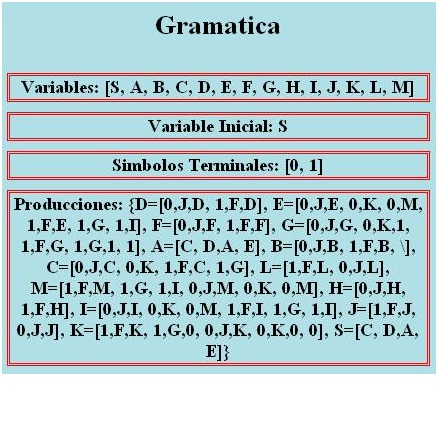 Gramatica
Variables: [S, A, B, C, D, E, F, G, H, I, J, K, L, M]
Variable Inicial: S
Simbolos Terminales: [0, 1]
Producciones: {D=[0,J,D, 1,F,D], E=[0,J,E, 0,K, 0,M,
1,F,E, 1,G, 1,I], F=[0,J,F, 1,F,F], G=[0,J,G, 0,K,1,
1,F,G, 1,G,1, 1], A=[C, D,A, E], B=[0,J,B, 1,F,B, \],
C=[0,J,C, 0,K, 1,F,C, 1,G], L=[1,F,L, 0,J,L],
M=[1,F,M, 1,G, 1,I, 0,J,M, 0,K, 0,M], H=[0,J,H,
1,F,H], I=[0,J,I, 0,K, 0,M, 1,F,I, 1,G, 1,I], J=[1,F,J,
0,J,J], K=[1,F,K, 1,G,0, 0,J,K, 0,K,0, 0], S=[C, D,A,
E]}